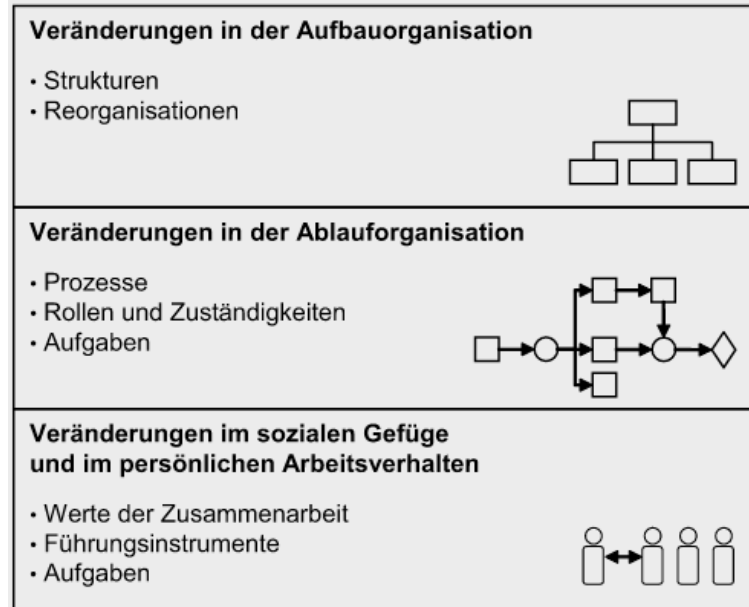 Veränderungen in der Aufbauorganisation
• Strukturen
• Reorganisationen
Veränderungen in der Ablauforganisation
• Prozesse
• Rollen und Zuständigkeiten
• Aufgaben
Veränderungen im sozialen Gefüge
und im persönlichen Arbeitsverhalten
• Werte der Zusammenarbeit
• Führungsinstrumente
• Aufgaben